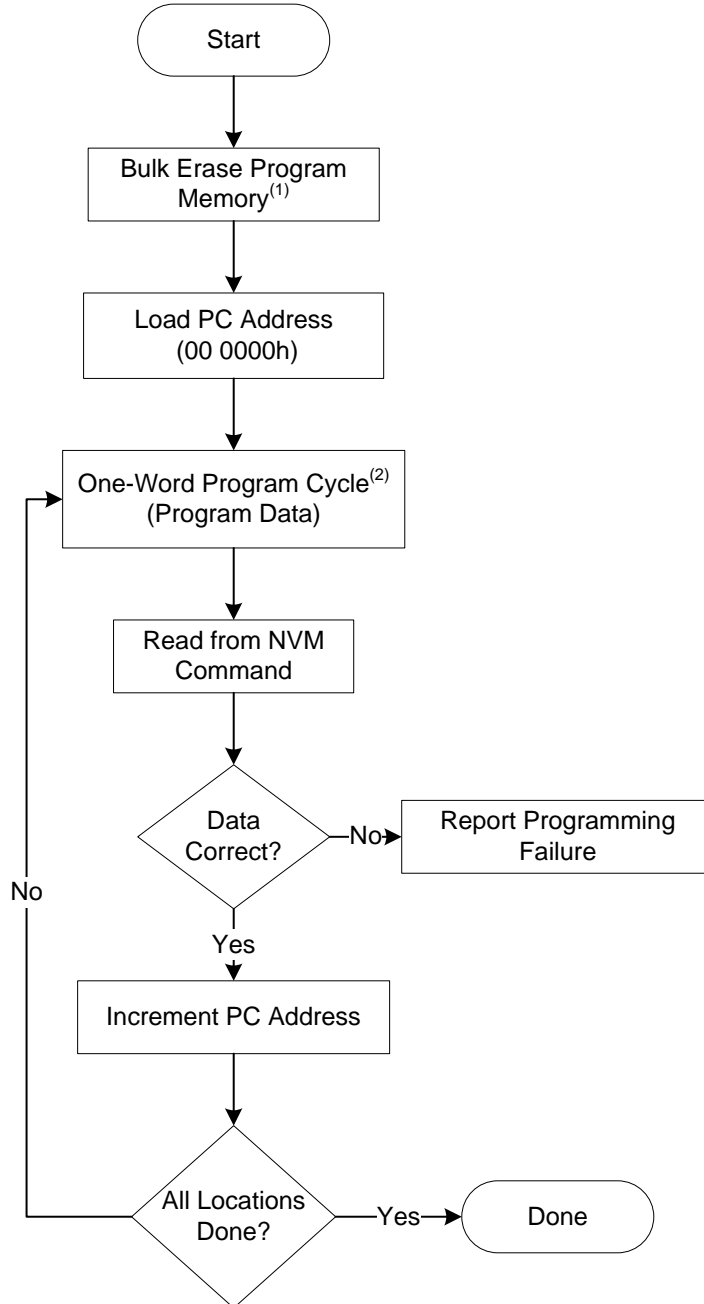 Start
Bulk Erase Program
Memory(1)
Load PC Address
(00 0000h)
One-Word Program Cycle(2)
(Program Data)
Read from NVM
Command
Data
Correct?
No
Report Programming
Failure
No
Yes
Increment PC Address
All Locations
Done?
Yes
Done